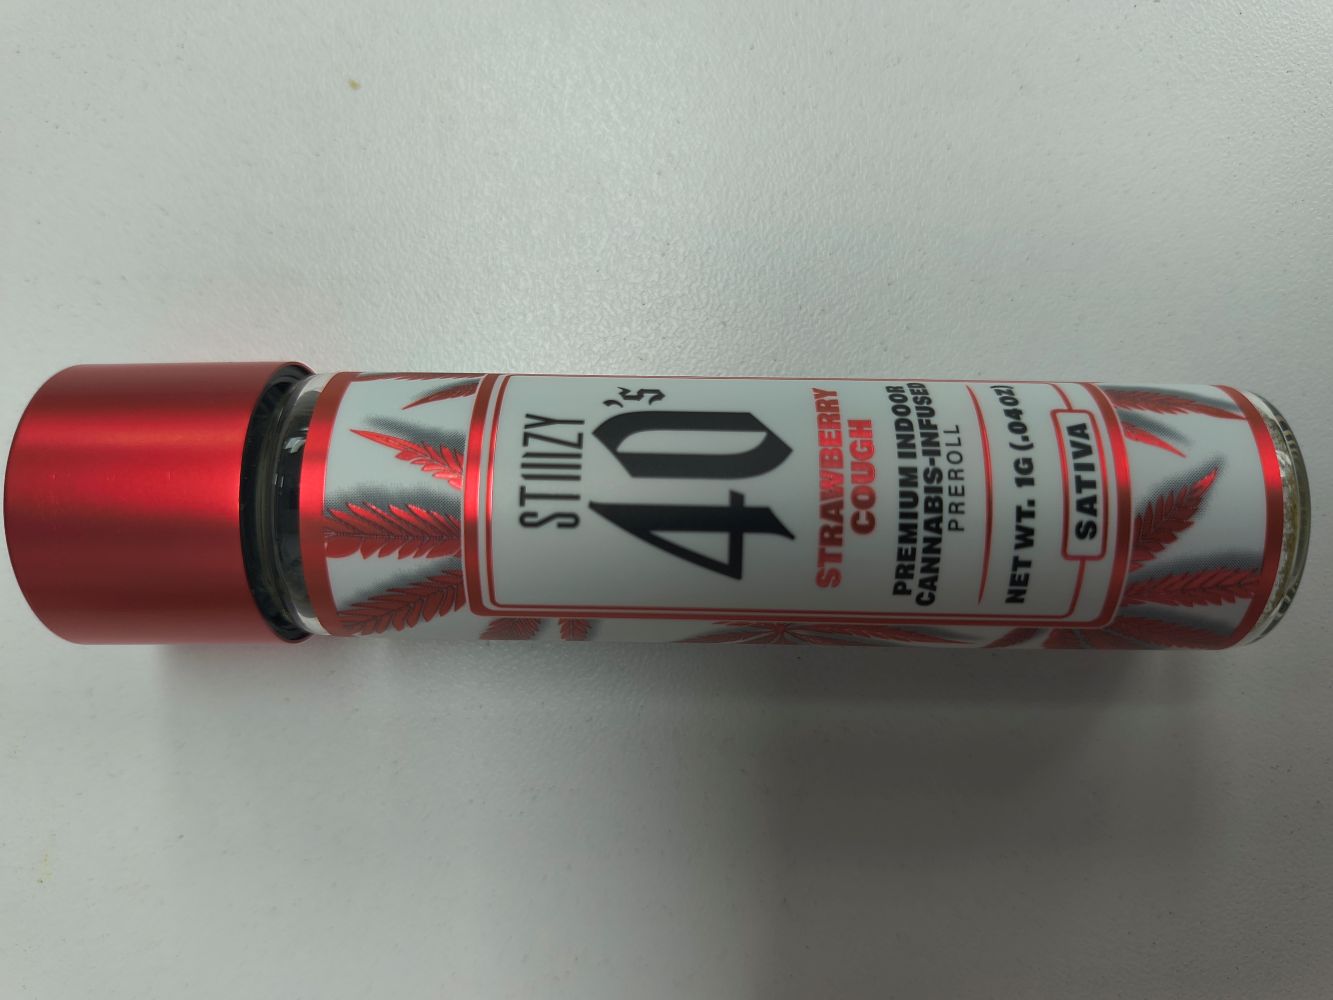 STIIIZY
40's
STRAWBERRY
COUGH
PREMIUM INDOOR
CANNABIS-INFUSED
PREROLL
NET WT. 1G (.04OZ)
SATIVA